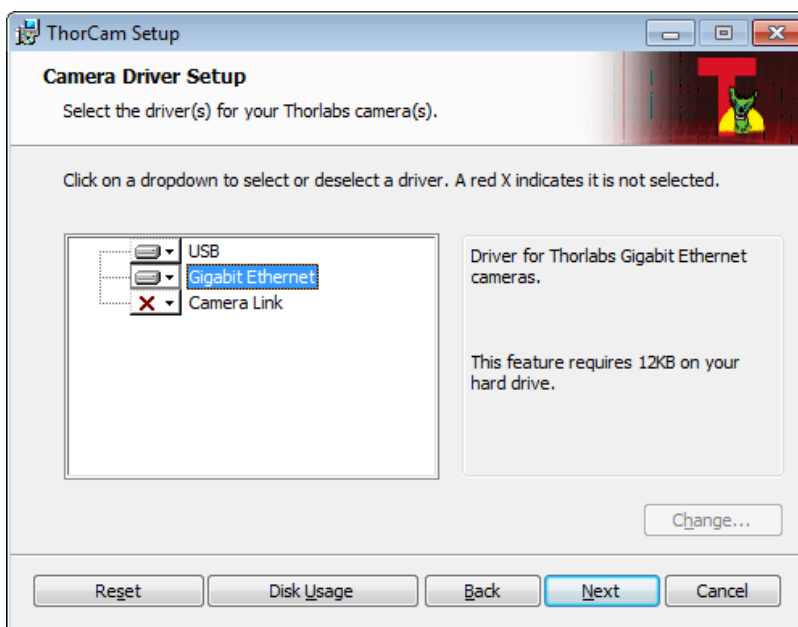 ThorCam Setup
Camera Driver Setup
Select the driver(s) for your Thorlabs camera(s).
Click on a dropdown to select or deselect a driver. A red X indicates it is not selected.
USB
Gigabit Ethernet
Camera Link
Driver for Thorlabs Gigabit Ethernet
cameras.
This feature requires 12KB on your
hard drive.
Change...
Reset
Disk Usage
Back
Next
Cancel